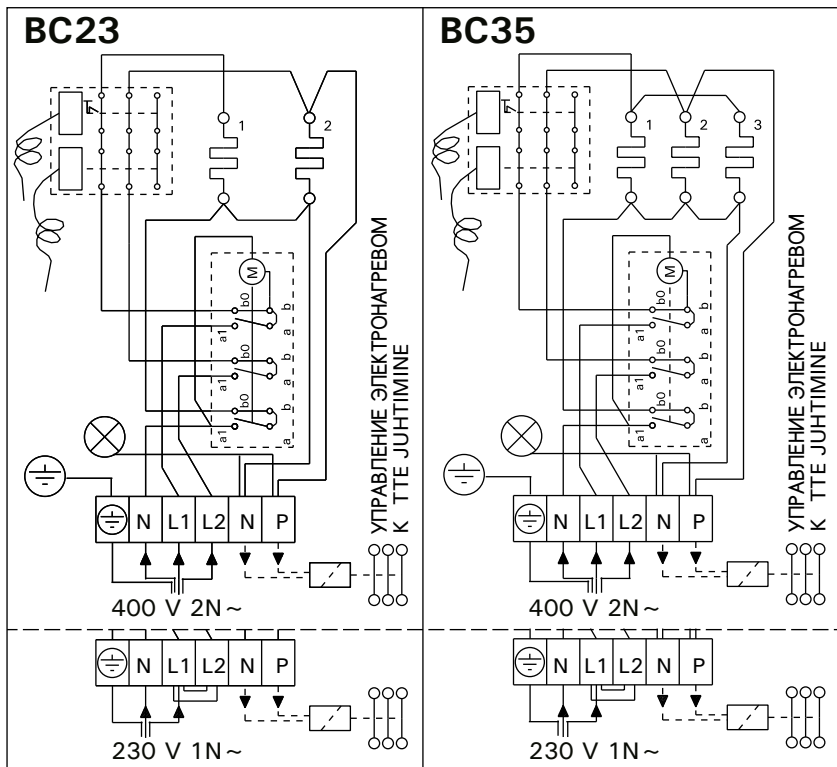 BC23
1
2
T
7
M
b0
b
a1
a
b0
b
a1
a
b0
b
a1
a
УПРАВЛЕНИЕ ЭЛЕКТРОНАГРЕВОМ
K TTE JUHTIMINE
N L1 L2 N P
400 V 2N~
N L1 L2 N P
230 V 1N~
BC35
1
2
3
M
b0
b
a1
a
b0
b
a1
a
b0
b
a1
a
УПРАВЛЕНИЕ ЭЛЕКТРОНАГРЕВОМ
K TTE JUHTIMINE
N L1 L2 N P
400 V 2N~
N L1 L2 N P
230 V 1N~